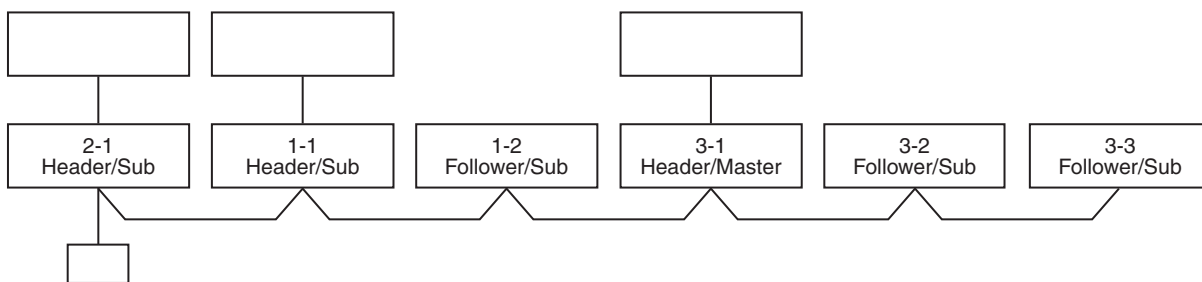 2-1
Header/Sub
1-1
Header/Sub
1-2
Follower/Sub
3-1
Header/Master
3-2
Follower/Sub
3-3
Follower/Sub